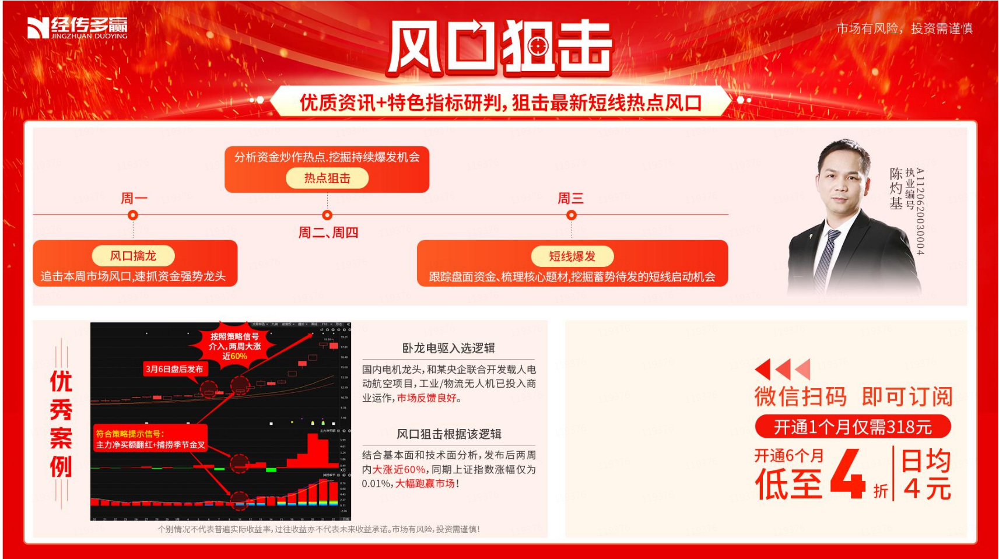 经传多赢
JINGZHUAN DUOYING
风口狙击
市场有风险，投资需谨慎
优质资讯+特色指标研判，狙击最新短线热点风口
分析资金炒作热点.挖掘持续爆发机会
热点狙击
周一
周三
周二、周四
风口擒龙
追击本周市场风口,速抓资金强势龙头
短线爆发
跟踪盘面资金、梳理核心题材,挖掘蓄势待发的短线启动机会
陈灼基
执业编号
A1120620030004
优秀案例
按照策略信号
介入，两周大涨
近60%
3月6日盘后发布
符合策略提示信号：
主力净买额翻红+捕捞季节金叉
卧龙电驱入选逻辑
国内电机龙头，和某央企联合开发载人电
动航空项目，工业/物流无人机已投入商
业运作，市场反馈良好。
风口狙击根据该逻辑
结合基本面和技术面分析，发布后两周
内大涨近60%，同期上证指数涨幅仅为
0.01%，大幅跑赢市场！
个别情况不代表普遍实际收益率，过往收益亦不代表未来收益承诺。市场有风险，投资需谨慎！
微信扫码 即可订阅
开通1个月仅需318元
开通6个月
低至4折
日均
4元